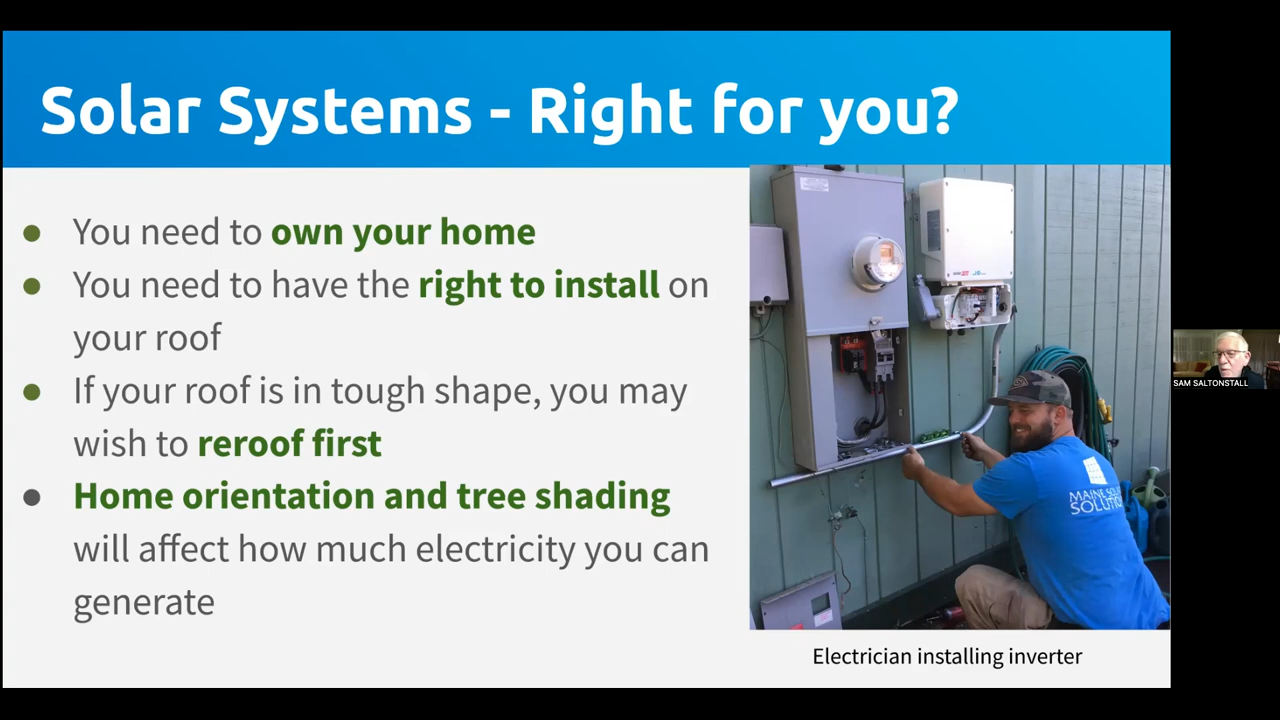 Solar Systems - Right for you?
● You need to own your home
● You need to have the right to install on
your roof
● If your roof is in tough shape, you may
wish to reroof first
● Home orientation and tree shading
will affect how much electricity you can
generate
MAINE
Electrician installing inverter
SAM SALTONSTALL